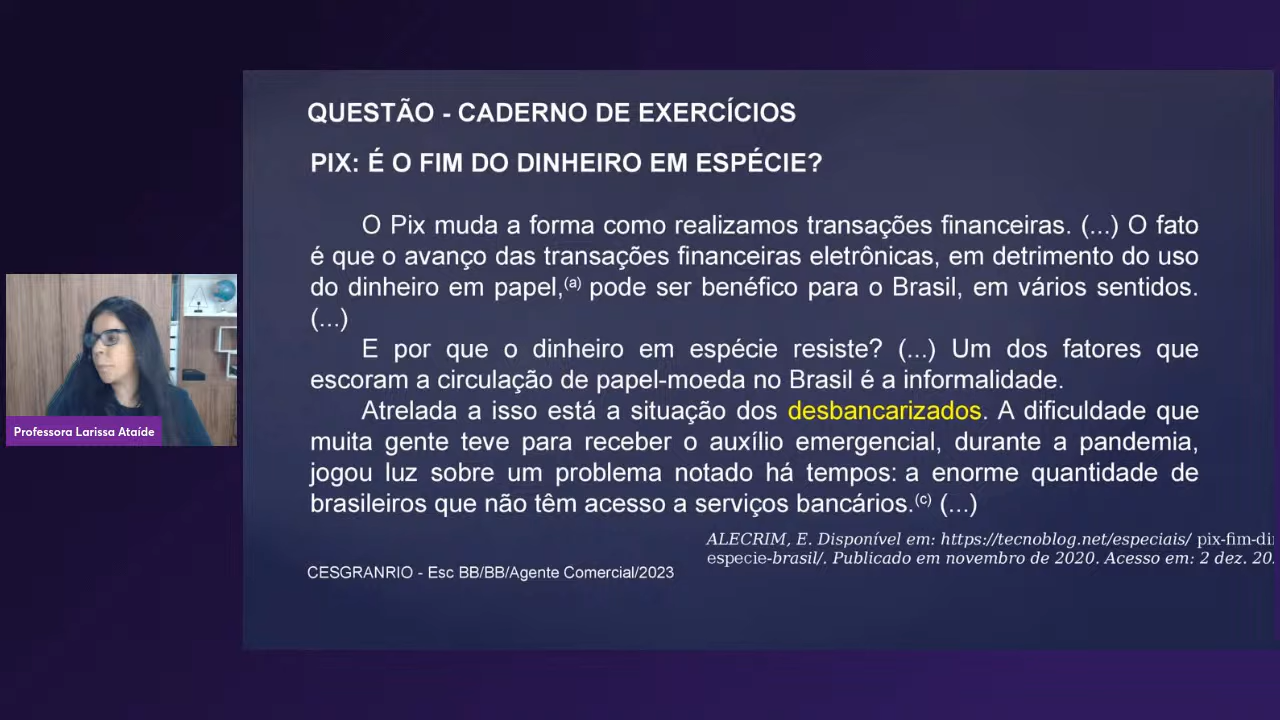 QUESTÃO - CADERNO DE EXERCÍCIOS
PIX: É O FIM DO DINHEIRO EM ESPÉCIE?
O Pix muda a forma como realizamos transações financeiras. (...) O fato
é que o avanço das transações financeiras eletrônicas, em detrimento do uso
do dinheiro em papel,(a) pode ser benéfico para o Brasil, em vários sentidos.
(...)
E por que o dinheiro em espécie resiste? (...) Um dos fatores que
escoram a circulação de papel-moeda no Brasil é a informalidade.
Atrelada a isso está a situação dos desbancarizados. A dificuldade que
muita gente teve para receber o auxílio emergencial, durante a pandemia,
jogou luz sobre um problema notado há tempos: a enorme quantidade de
brasileiros que não têm acesso a serviços bancários.(c) (...)
ALECRIM, E. Disponível em: https://tecnoblog.net/especiais/ pix-fim-
especie-brasil/. Publicado em novembro de 2020. Acesso em: 2 dez. 20
CESGRANRIO - Esc BB/BB/Agente Comercial/2023
Professora Larissa Ataíde